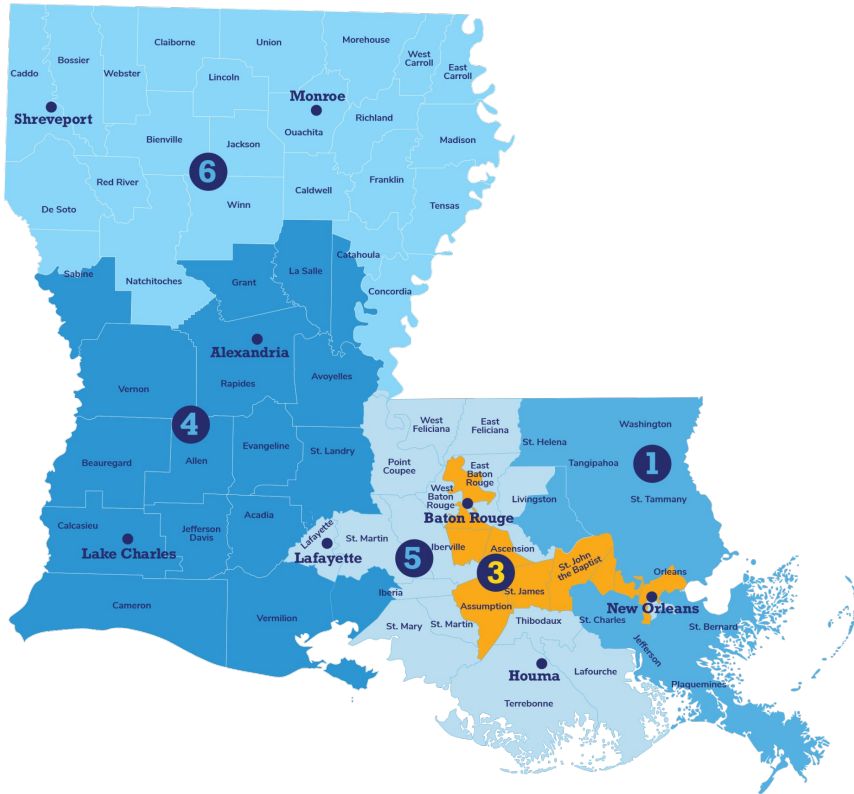 Claiborne
Union
Morehouse
West
Carroll
East
Carroll
Bossier
Caddo
Webster
Lincoln
Monroe
Shreveport
Ouachita
Richland
Bienville
Jackson
Madison
6
Red River
Caldwell
Franklin
De Soto
Winn
Tensas
Sabine
Natchitoches
Grant
La Salle
Catahoula
Concordia
Alexandria
Vernon
Rapides
Avoyelles
4
West
Feliciana
East
Feliciana
Washington
St. Helena
Beauregard
Allen
Evangeline
St. Landry
Point
Coupee
East
Baton
Rouge
Tangipahoa
1
West
Baton
Rouge
Livingston
St. Tammany
Calcasieu
Jefferson
Davis
Acadia
Baton Rouge
Lake Charles
Lafayette
Lafayette
St. Martin
Iberville
Ascension
5
3
St. John
the Baptist
Orleans
Cameron
Vermilion
Iberia
St. James
Assumption
New Orleans
St. Mary
St. Martin
Thibodaux
St. Charles
St. Bernard
Jefferson
Houma
Lafourche
Plaquemines
Terrebonne